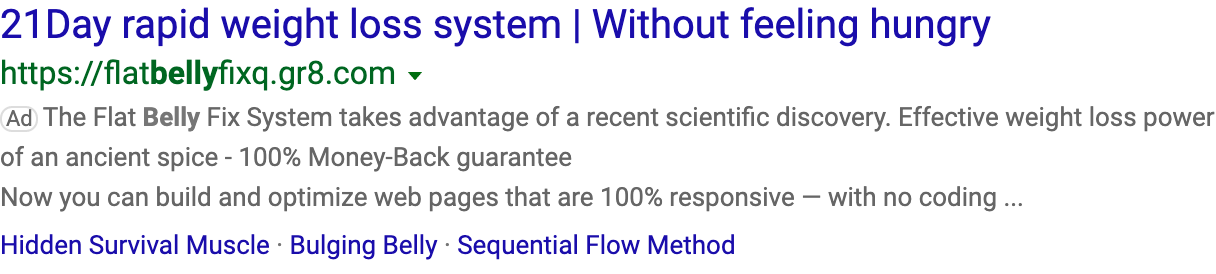 21Day rapid weight loss system | Without feeling hungry
https://flatbellyfixq.gr8.com
Ad The Flat Belly Fix System takes advantage of a recent scientific discovery. Effective weight loss power
of an ancient spice - 100% Money-Back guarantee
Now you can build and optimize web pages that are 100% responsive — with no coding ...
Hidden Survival Muscle · Bulging Belly · Sequential Flow Method